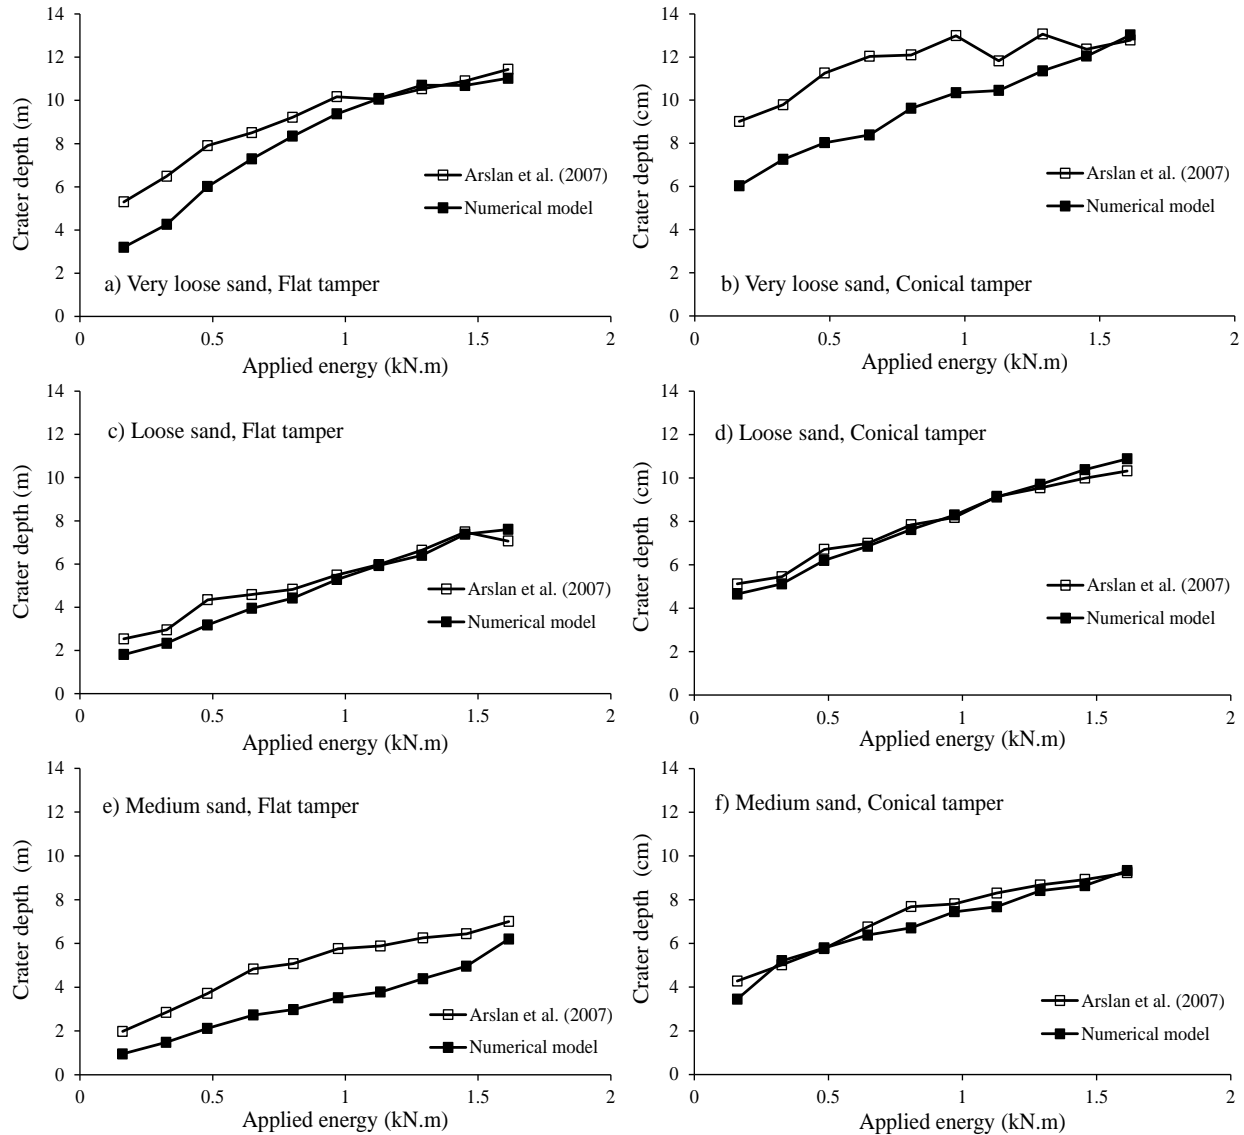 14
12
10
8
6
4
2
0
Crater depth (m)
Arslan et al. (2007)
Numerical model
a) Very loose sand, Flat tamper
0 0.5 1 1.5 2
Applied energy (kN.m)
14
12
10
8
6
4
2
0
Crater depth (cm)
Arslan et al. (2007)
Numerical model
b) Very loose sand, Conical tamper
0 0.5 1 1.5 2
Applied energy (kN.m)
14
12
10
8
6
4
2
0
Crater depth (m)
c) Loose sand, Flat tamper
Arslan et al. (2007)
Numerical model
0 0.5 1 1.5 2
Applied energy (kN.m)
14
12
10
8
6
4
2
0
Crater depth (cm)
d) Loose sand, Conical tamper
Arslan et al. (2007)
Numerical model
0 0.5 1 1.5 2
Applied energy (kN.m)
14
12
10
8
6
4
2
0
Crater depth (m)
e) Medium sand, Flat tamper
Arslan et al. (2007)
Numerical model
0 0.5 1 1.5 2
Applied energy (kN.m)
14
12
10
8
6
4
2
0
Crater depth (cm)
f) Medium sand, Conical tamper
Arslan et al. (2007)
Numerical model
0 0.5 1 1.5 2
Applied energy (kN.m)